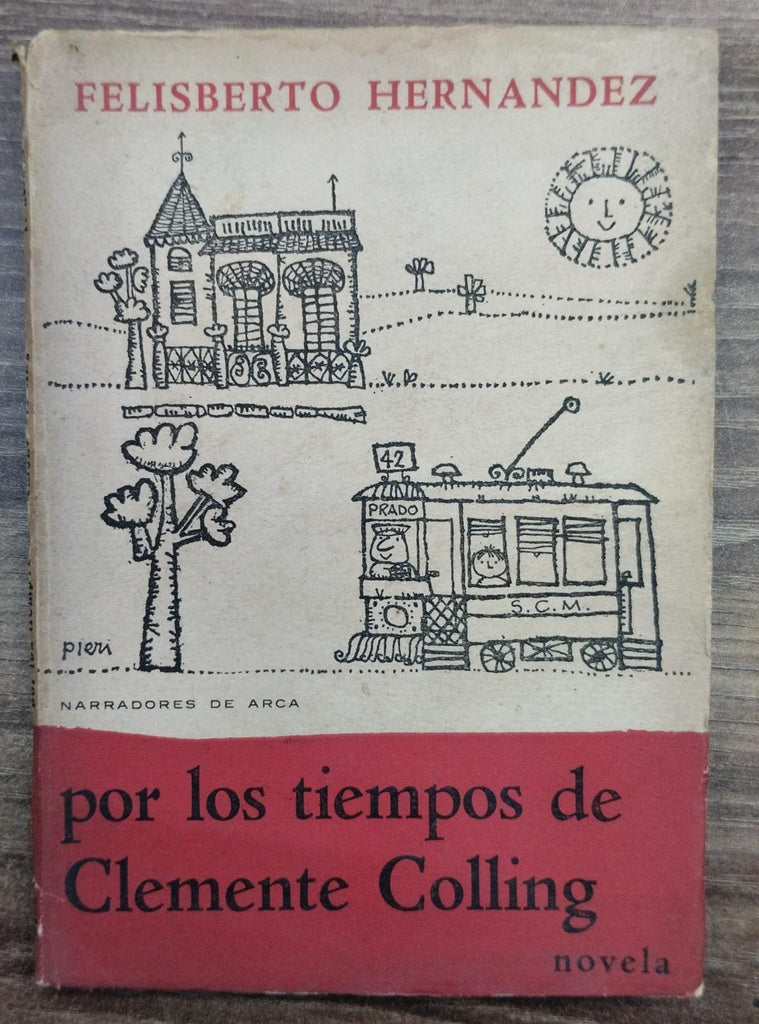 FELISBERTO HERNANDEZ
42
PRADO
S.C.M.
pieri
NARRADORES DE ARCA
por los tiempos de
Clemente Colling
novela